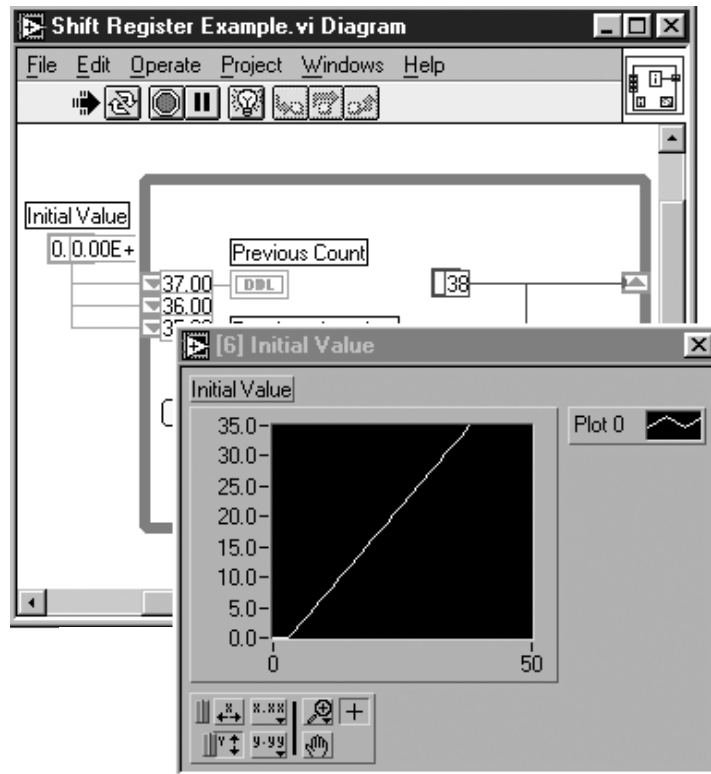 Shift Register Example.vi Diagram
File Edit Operate Project Windows Help
Initial Value
0. 0.00E+
Previous Count
DBL
37.00
38
36.00
[6] Initial Value
Initial Value
Plot 0
35.0
30.0
25.0
20.0
15.0
10.0
5.0
0.0
0 50
x x.xx
Y y.yy